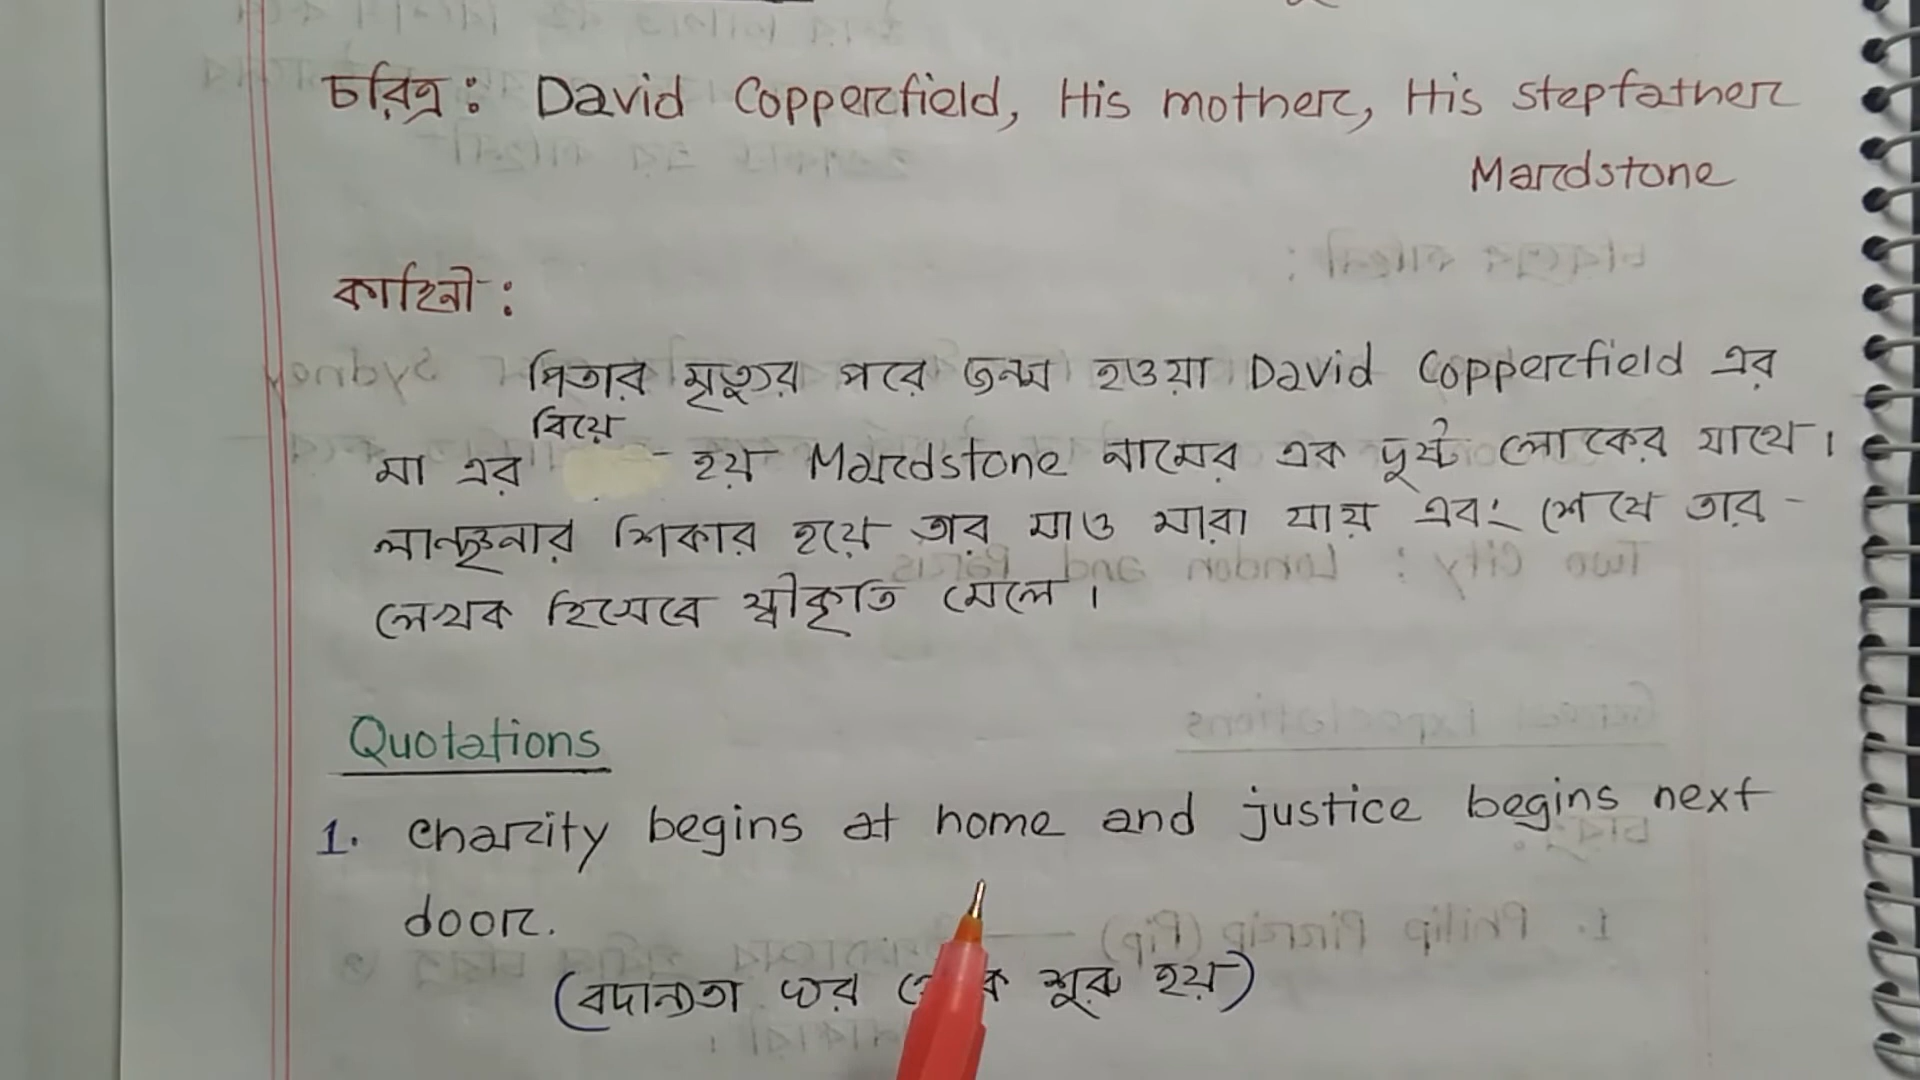 চরিত্র : David Copperfield, His mother, His stepfather
Mardstone
কাহিনী :
পিতার মৃত্যুর পরে জন্ম হওয়া David Copperfield এর
বিয়ে
মা এর হয় Mardstone নামের এক দুষ্ট লোকের সাথে।
লাঞ্ছনার শিকার হয়ে তার মাও মারা যায় এবং শেষে তার
লেখক হিসেবে স্বীকৃতি মেলে।
Quotations
1. Charity begins at home and justice begins next
door.
(বদান্যতা ঘর শুরু হয়)